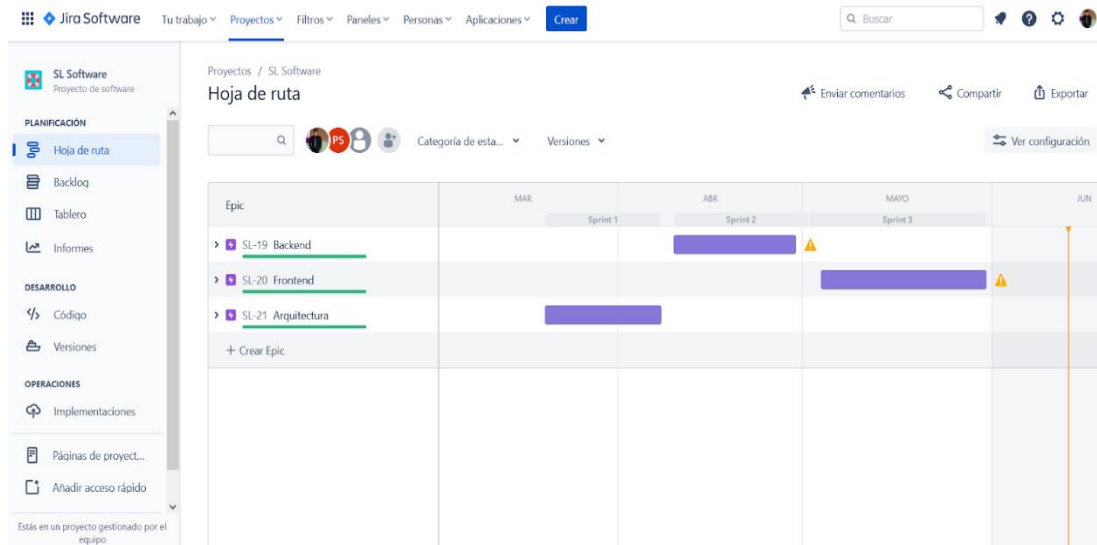 Jira Software Tu trabajo Proyectos Filtros Paneles Personas Aplicaciones Crear Buscar
SL Software
Proyecto de software
PLANIFICACIÓN
Hoja de ruta
Backlog
Tablero
Informes
DESARROLLO
Código
Versiones
OPERACIONES
Implementaciones
Páginas de proyect...
Añadir acceso rápido
Estás en un proyecto gestionado por el
equipo
Proyectos / SL Software
Hoja de ruta
Enviar comentarios Compartir Exportar
PS Categoría de esta... Versiones Ver configuración
Epic MAR ABR MAYO JUN
Sprint 1 Sprint 2 Sprint 3
SL-19 Backend
SL-20 Frontend
SL-21 Arquitectura
+ Crear Epic